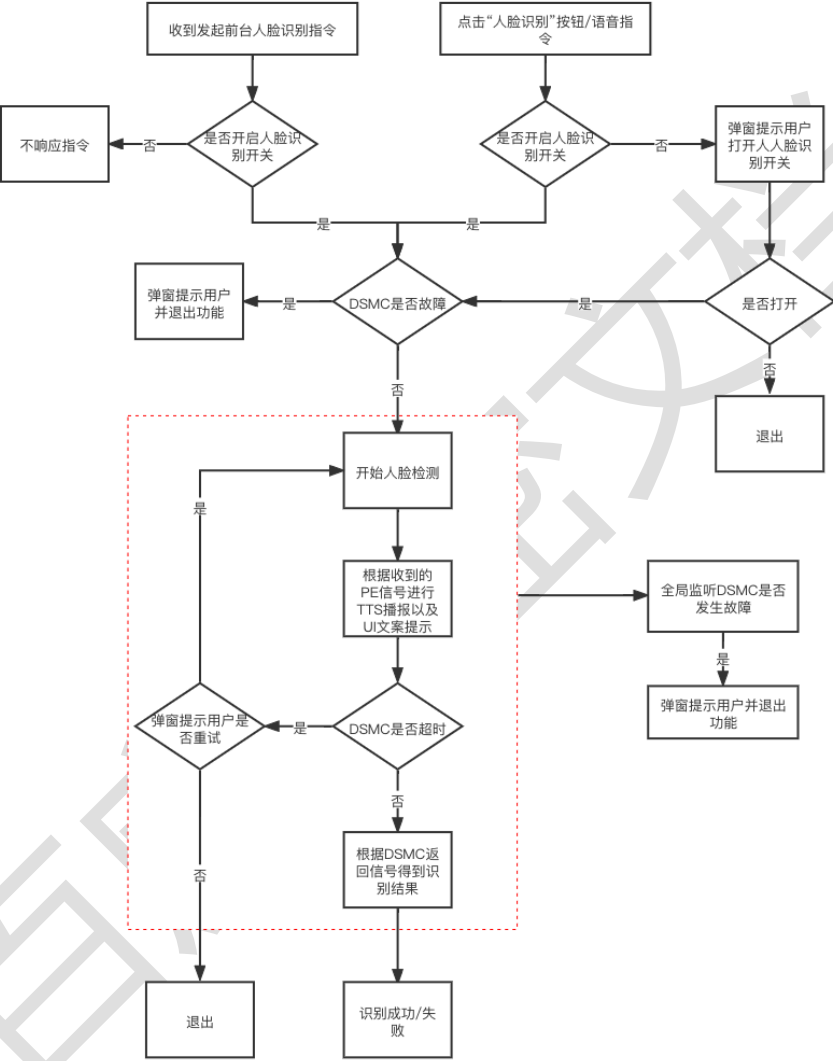 收到发起前台人脸识别指令
点击“人脸识别”按钮/语音指
令
是否开启人脸识
别开关
否
不响应指令
是否开启人脸识
别开关
否
弹窗提示用户
打开人人脸识
别开关
是
是
弹窗提示用户
并退出功能
是
DSMC是否故障
是
是否打开
否
否
退出
开始人脸检测
是
根据收到的
PE信号进行
TTS播报以及
UI文案提示
全局监听DSMC是否
发生故障
是
弹窗提示用户并退出
功能
弹窗提示用户是
否重试
是
DSMC是否超时
否
根据DSMC返
回信号得到识
别结果
否
退出
识别成功/失
败